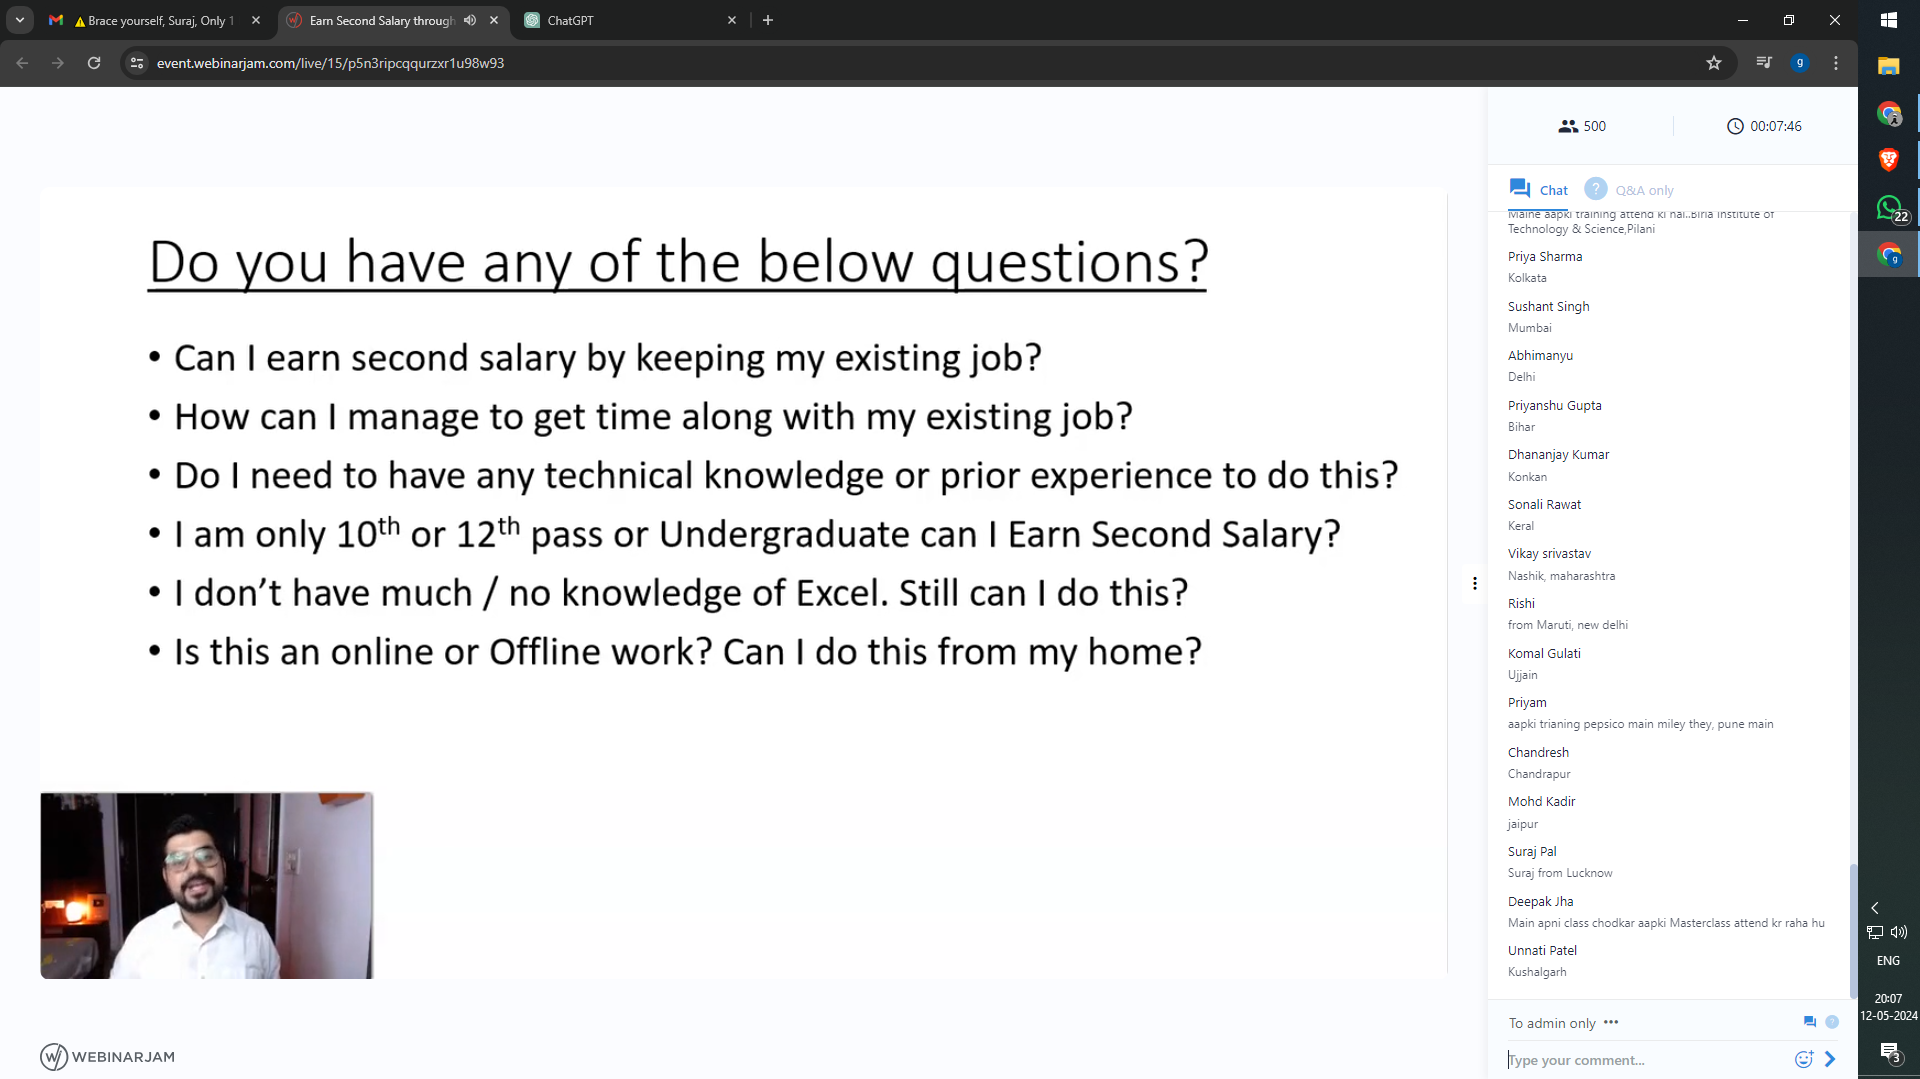 Brace yourself, Suraj, Only 1
Earn Second Salary through
ChatGPT
event.webinarjam.com/live/15/p5n3ripcqqurzxr1u98w93
g
500
00:07:46
Chat
? Q&A only
Do you have any of the below questions?
• Can I earn second salary by keeping my existing job?
• How can I manage to get time along with my existing job?
• Do I need to have any technical knowledge or prior experience to do this?
• I am only 10th or 12th pass or Undergraduate can I Earn Second Salary?
• I don’t have much / no knowledge of Excel. Still can I do this?
• Is this an online or Offline work? Can I do this from my home?
WEBINARJAM
Maine aapki training attend ki hai..Birla Institute of
Technology & Science,Pilani
Priya Sharma
Kolkata
Sushant Singh
Mumbai
Abhimanyu
Delhi
Priyanshu Gupta
Bihar
Dhananjay Kumar
Konkan
Sonali Rawat
Keral
Vikay srivastav
Nashik, maharashtra
Rishi
from Maruti, new delhi
Komal Gulati
Ujjain
Priyam
aapki trianing pepsico main miley they, pune main
Chandresh
Chandrapur
Mohd Kadir
jaipur
Suraj Pal
Suraj from Lucknow
Deepak Jha
Main apni class chodkar aapki Masterclass attend kr raha hu
Unnati Patel
Kushalgarh
To admin only •••
?
Type your comment...
22
g
ENG
20:07
12-05-2024
3